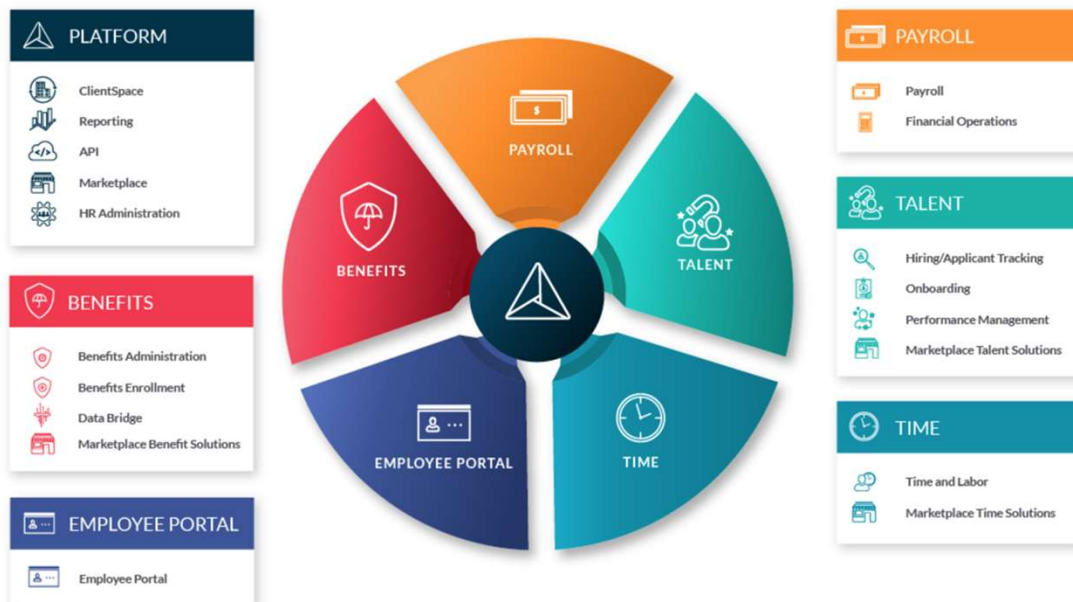 PLATFORM
ClientSpace
Reporting
API
Marketplace
HR Administration
BENEFITS
Benefits Administration
Benefits Enrollment
Data Bridge
Marketplace Benefit Solutions
EMPLOYEE PORTAL
Employee Portal
PAYROLL
BENEFITS
TALENT
EMPLOYEE PORTAL
TIME
PAYROLL
Payroll
Financial Operations
TALENT
Hiring/Applicant Tracking
Onboarding
Performance Management
Marketplace Talent Solutions
TIME
Time and Labor
Marketplace Time Solutions